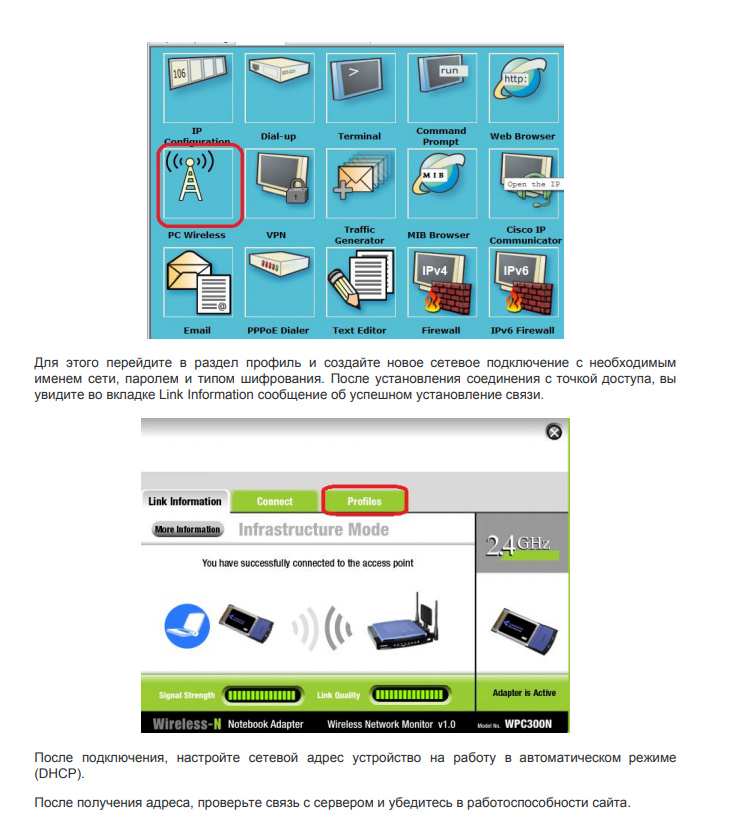 106
run
http:
IP
Configuration
Dial-up
Terminal
Command
Prompt
Web Browser
MIB
Open the IP
PC Wireless
VPN
Traffic
Generator
MIB Browser
Cisco IP
Communicator
@
IPv4
IPv6
Email
PPPoE Dialer
Text Editor
Firewall
IPv6 Firewall
Для этого перейдите в раздел профиль и создайте новое сетевое подключение с необходимым
именем сети, паролем и типом шифрования. После установления соединения с точкой доступа, вы
увидите во вкладке Link Information сообщение об успешном установление связи.
Link Information
Connect
Profiles
More Information
Infrastructure Mode
2.4GHz
You have successfully connected to the access point
Signal Strength
Link Quality
Adapter is Active
Wireless-N Notebook Adapter
Wireless Network Monitor v1.0
Model No. WPC300N
После подключения, настройте сетевой адрес устройство на работу в автоматическом режиме
(DHCP).
После получения адреса, проверьте связь с сервером и убедитесь в работоспособности сайта.